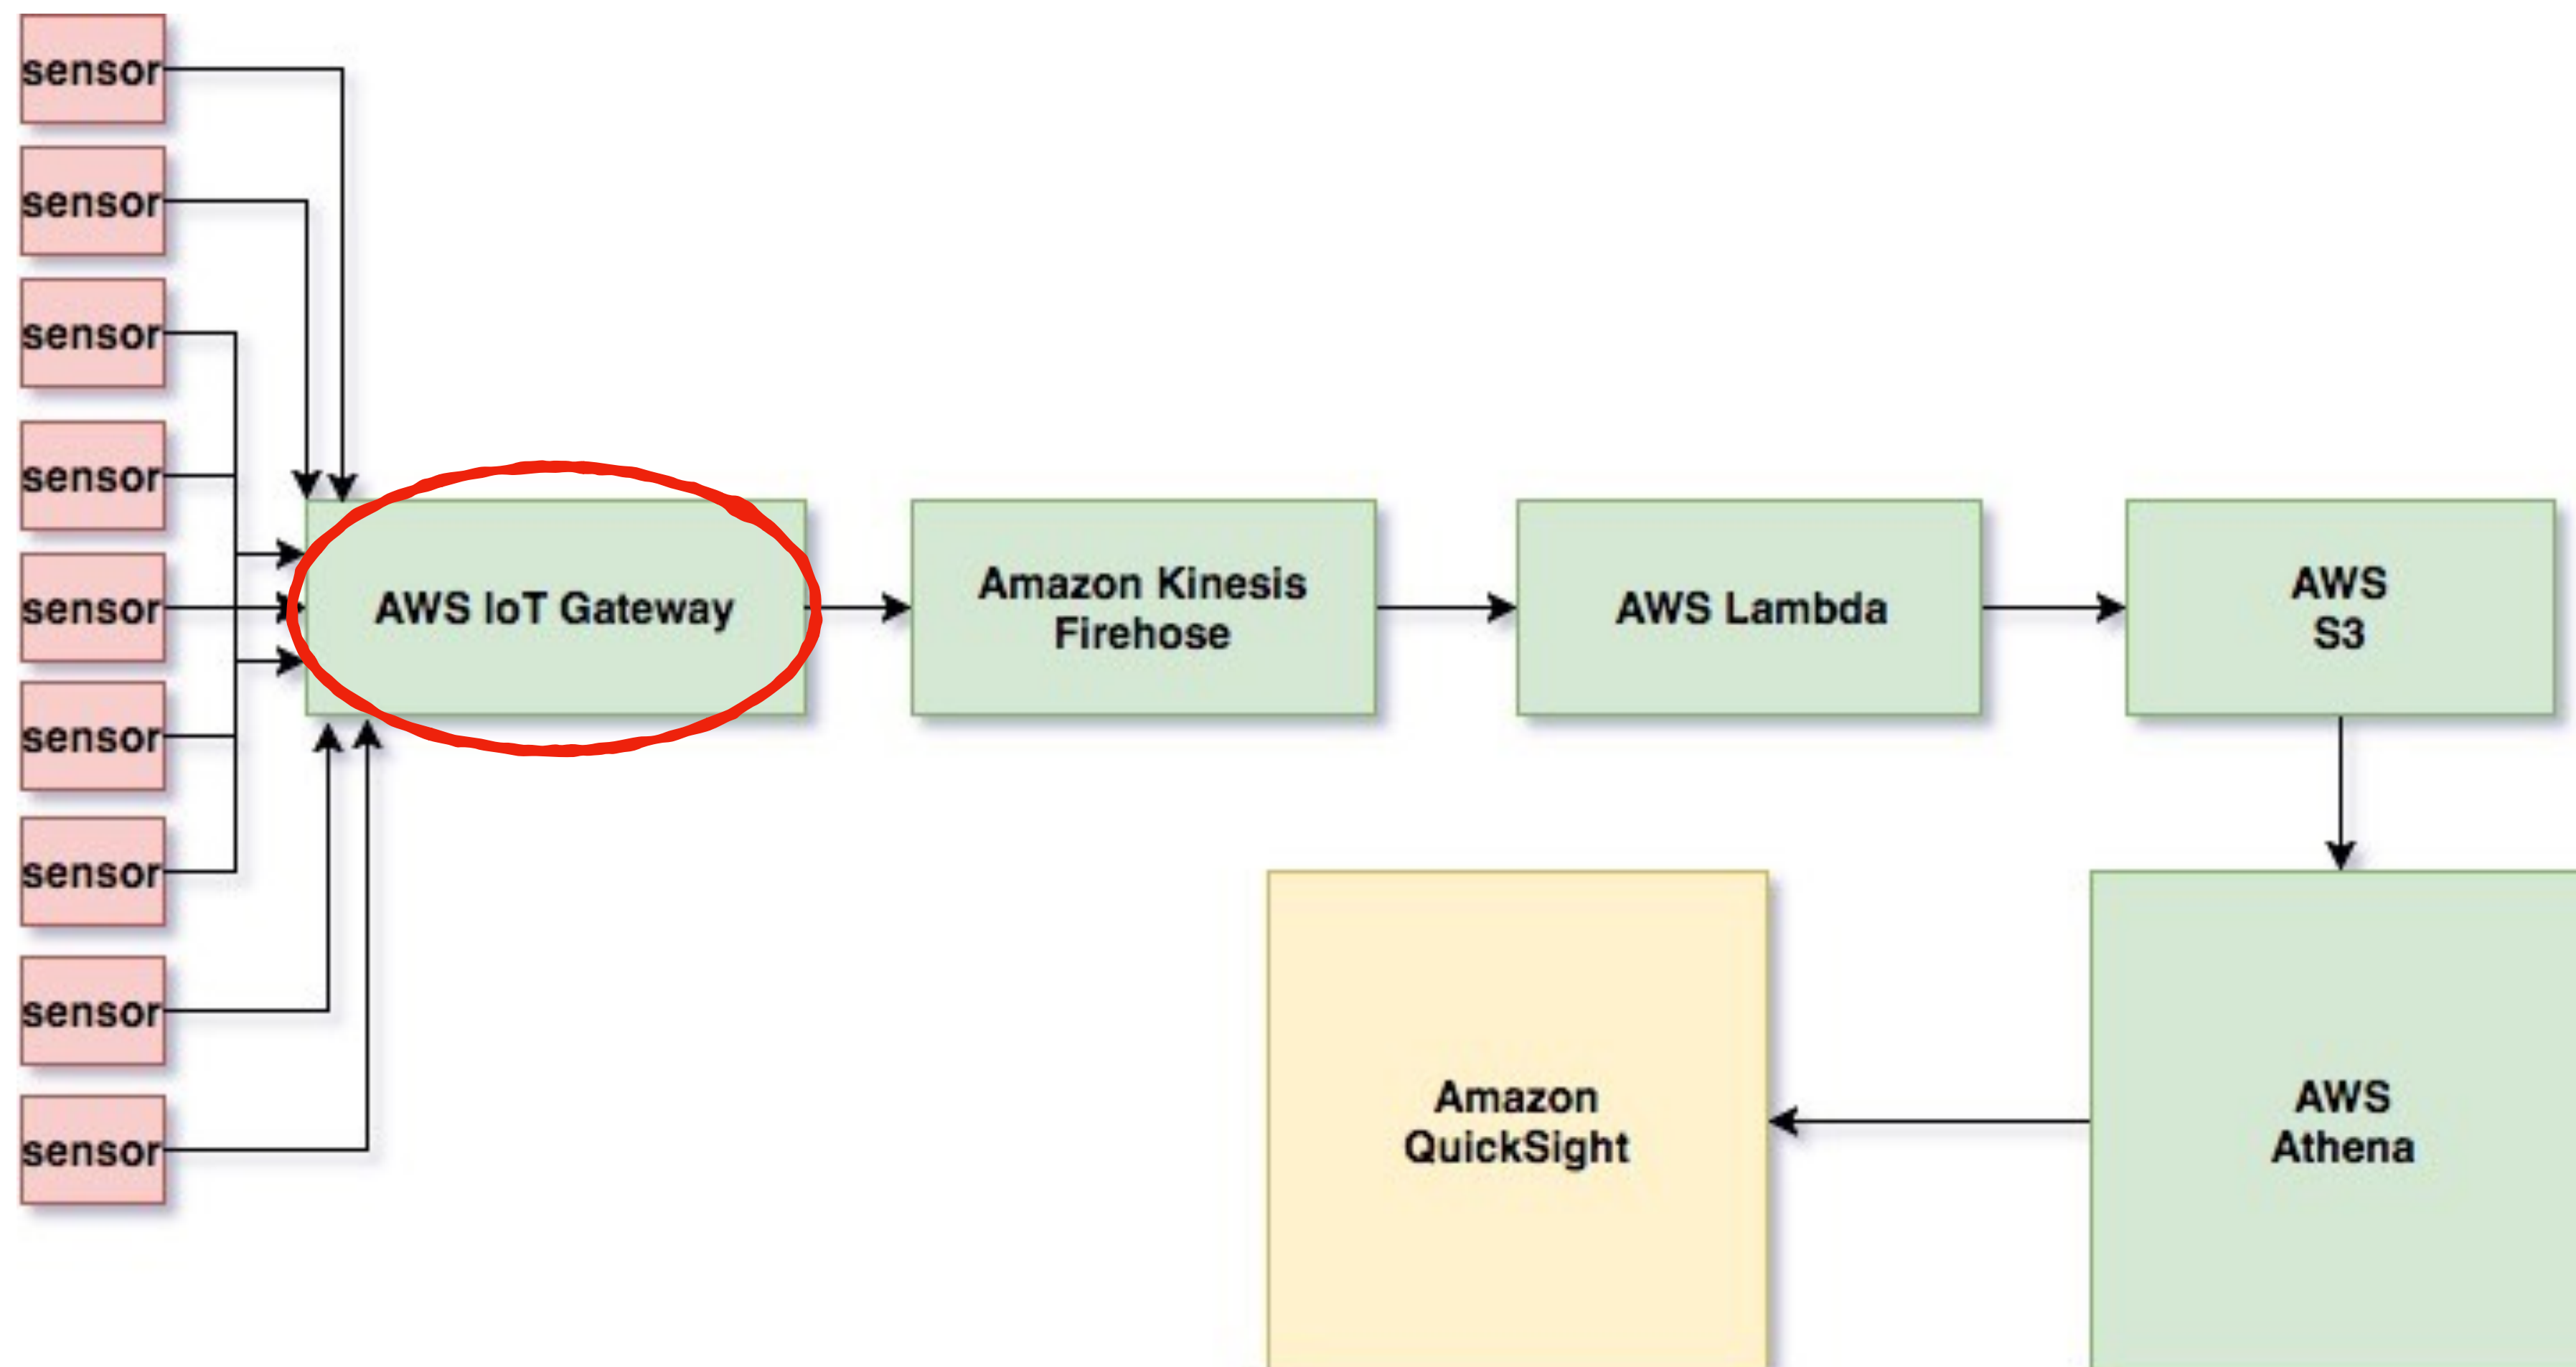 sensor
sensor
sensor
sensor
sensor
sensor
sensor
sensor
sensor
AWS IoT Gateway
Amazon Kinesis
Firehose
AWS Lambda
AWS
S3
Amazon
QuickSight
AWS
Athena